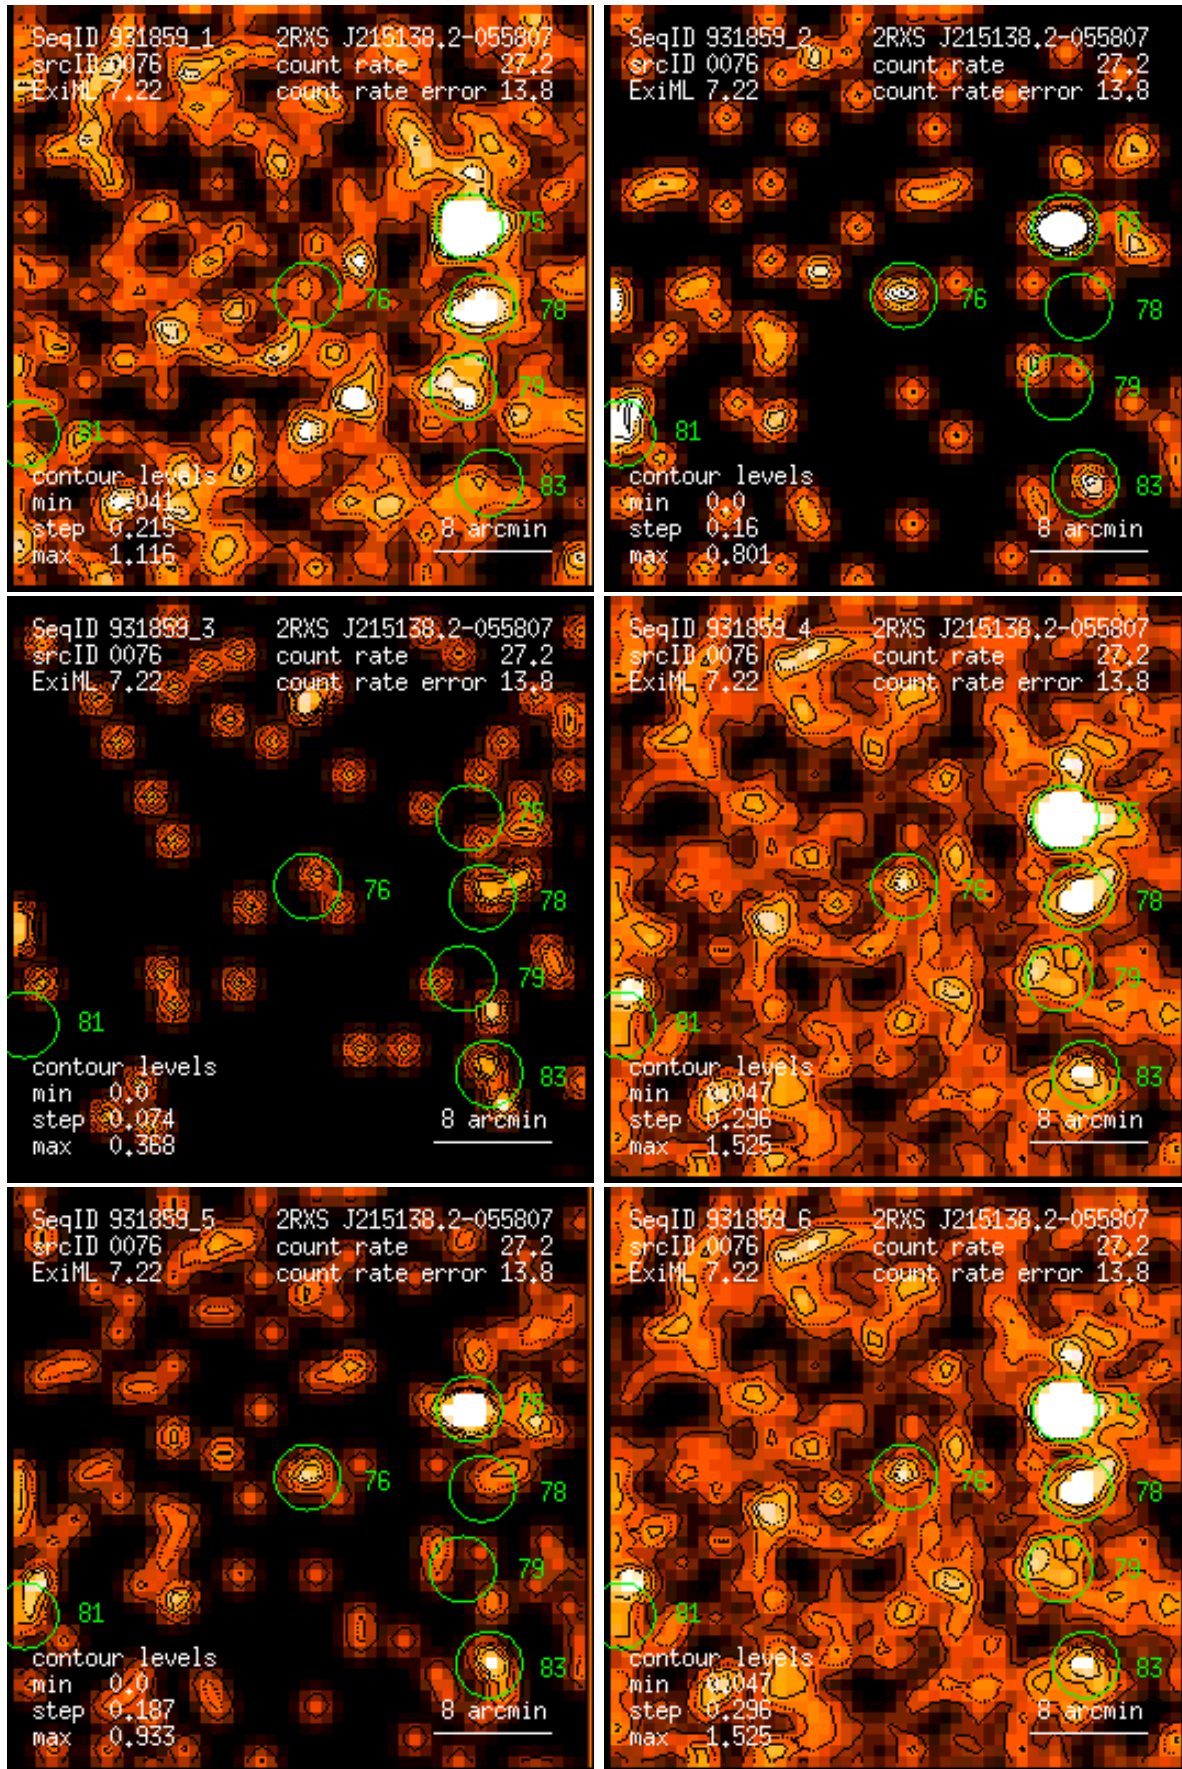 SeqID 931859_1 2RXS J215138.2-055807
srcID 0076 count rate 27.2
ExiML 7.22 count rate error 13.8
75
76
78
79
81
83
contour levels
min 0.041
step 0.215
max 1.116
8 arcmin
SeqID 931859_2 2RXS J215138.2-055807
srcID 0076 count rate 27.2
ExiML 7.22 count rate error 13.8
75
76
78
79
81
83
contour levels
min 0.0
step 0.16
max 0.801
8 arcmin
SeqID 931859_3 2RXS J215138.2-055807
srcID 0076 count rate 27.2
ExiML 7.22 count rate error 13.8
75
76
78
79
81
83
contour levels
min 0.0
step 0.074
max 0.368
8 arcmin
SeqID 931859_4 2RXS J215138.2-055807
srcID 0076 count rate 27.2
ExiML 7.22 count rate error 13.8
75
76
78
79
81
83
contour levels
min 0.047
step 0.296
max 1.525
8 arcmin
SeqID 931859_5 2RXS J215138.2-055807
srcID 0076 count rate 27.2
ExiML 7.22 count rate error 13.8
75
76
78
79
81
83
contour levels
min 0.0
step 0.187
max 0.933
8 arcmin
SeqID 931859_6 2RXS J215138.2-055807
srcID 0076 count rate 27.2
ExiML 7.22 count rate error 13.8
75
76
78
79
81
83
contour levels
min 0.047
step 0.296
max 1.525
8 arcmin